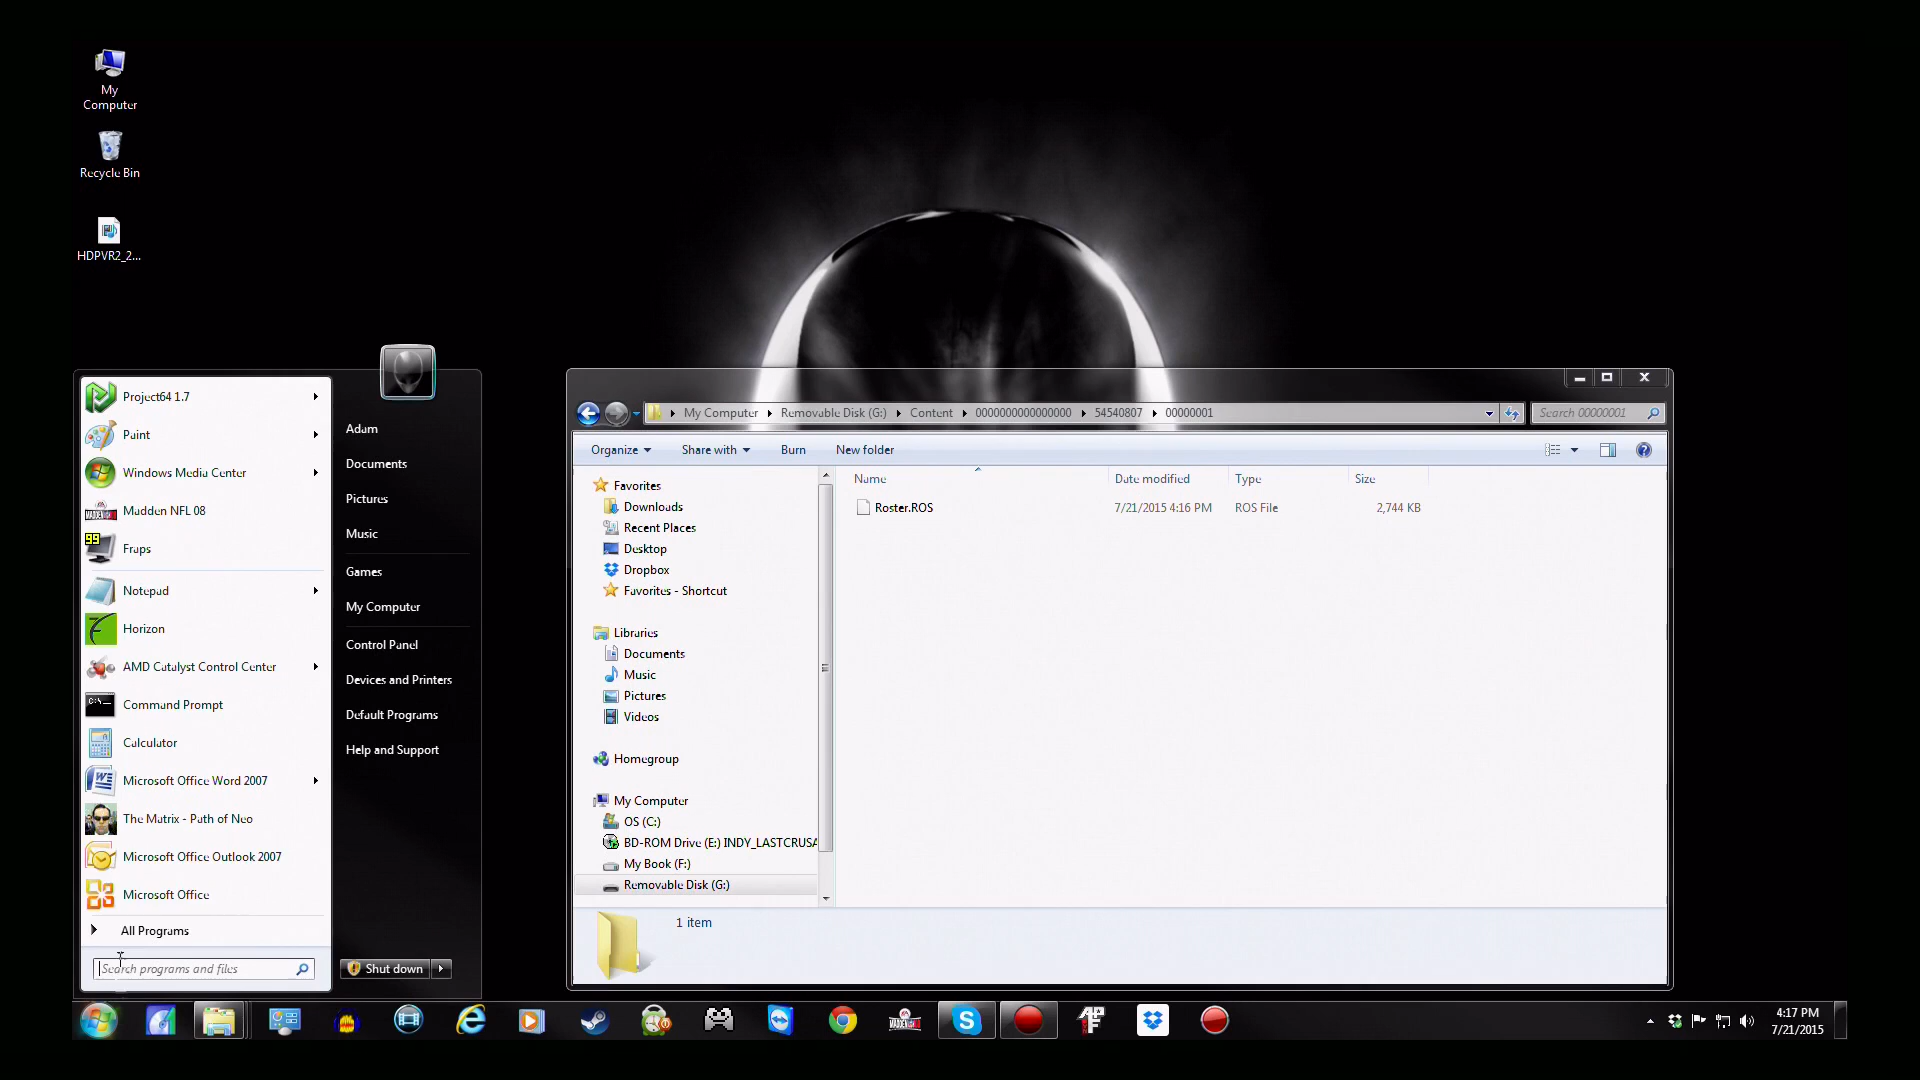 My
Computer
Recycle Bin
HDPVR2_2...
Project64 1.7
Paint
Windows Media Center
Madden NFL 08
99
Fraps
Notepad
Horizon
AMD Catalyst Control Center
Command Prompt
Calculator
Microsoft Office Word 2007
The Matrix - Path of Neo
Microsoft Office Outlook 2007
Microsoft Office
All Programs
Search programs and files
Adam
Documents
Pictures
Music
Games
My Computer
Control Panel
Devices and Printers
Default Programs
Help and Support
Shut down
My Computer Removable Disk (G:) Content 0000000000000000 54540807 00000001
Search 00000001
Organize Share with Burn New folder
Favorites
Downloads
Recent Places
Desktop
Dropbox
Favorites - Shortcut
Libraries
Documents
Music
Pictures
Videos
Homegroup
My Computer
OS (C:)
BD-ROM Drive (E:) INDY_LASTCRUSA
My Book (F:)
Removable Disk (G:)
Name Date modified Type Size
Roster.ROS 7/21/2015 4:16 PM ROS File 2,744 KB
1 item
4:17 PM
7/21/2015